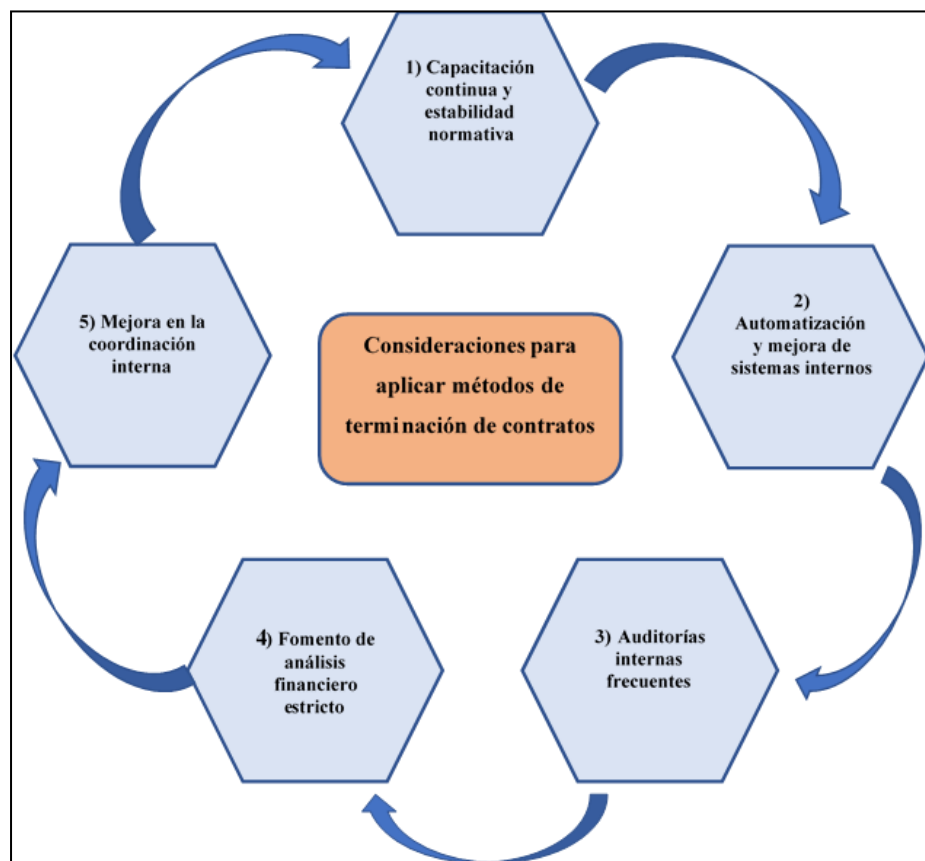 1) Capacitación
continua y
estabilidad
normativa
2)
Automatización
y mejora de
sistemas internos
3) Auditorías
internas
frecuentes
4) Fomento de
análisis
financiero
estricto
5) Mejora en la
coordinación
interna
Consideraciones para
aplicar métodos de
terminación de contratos